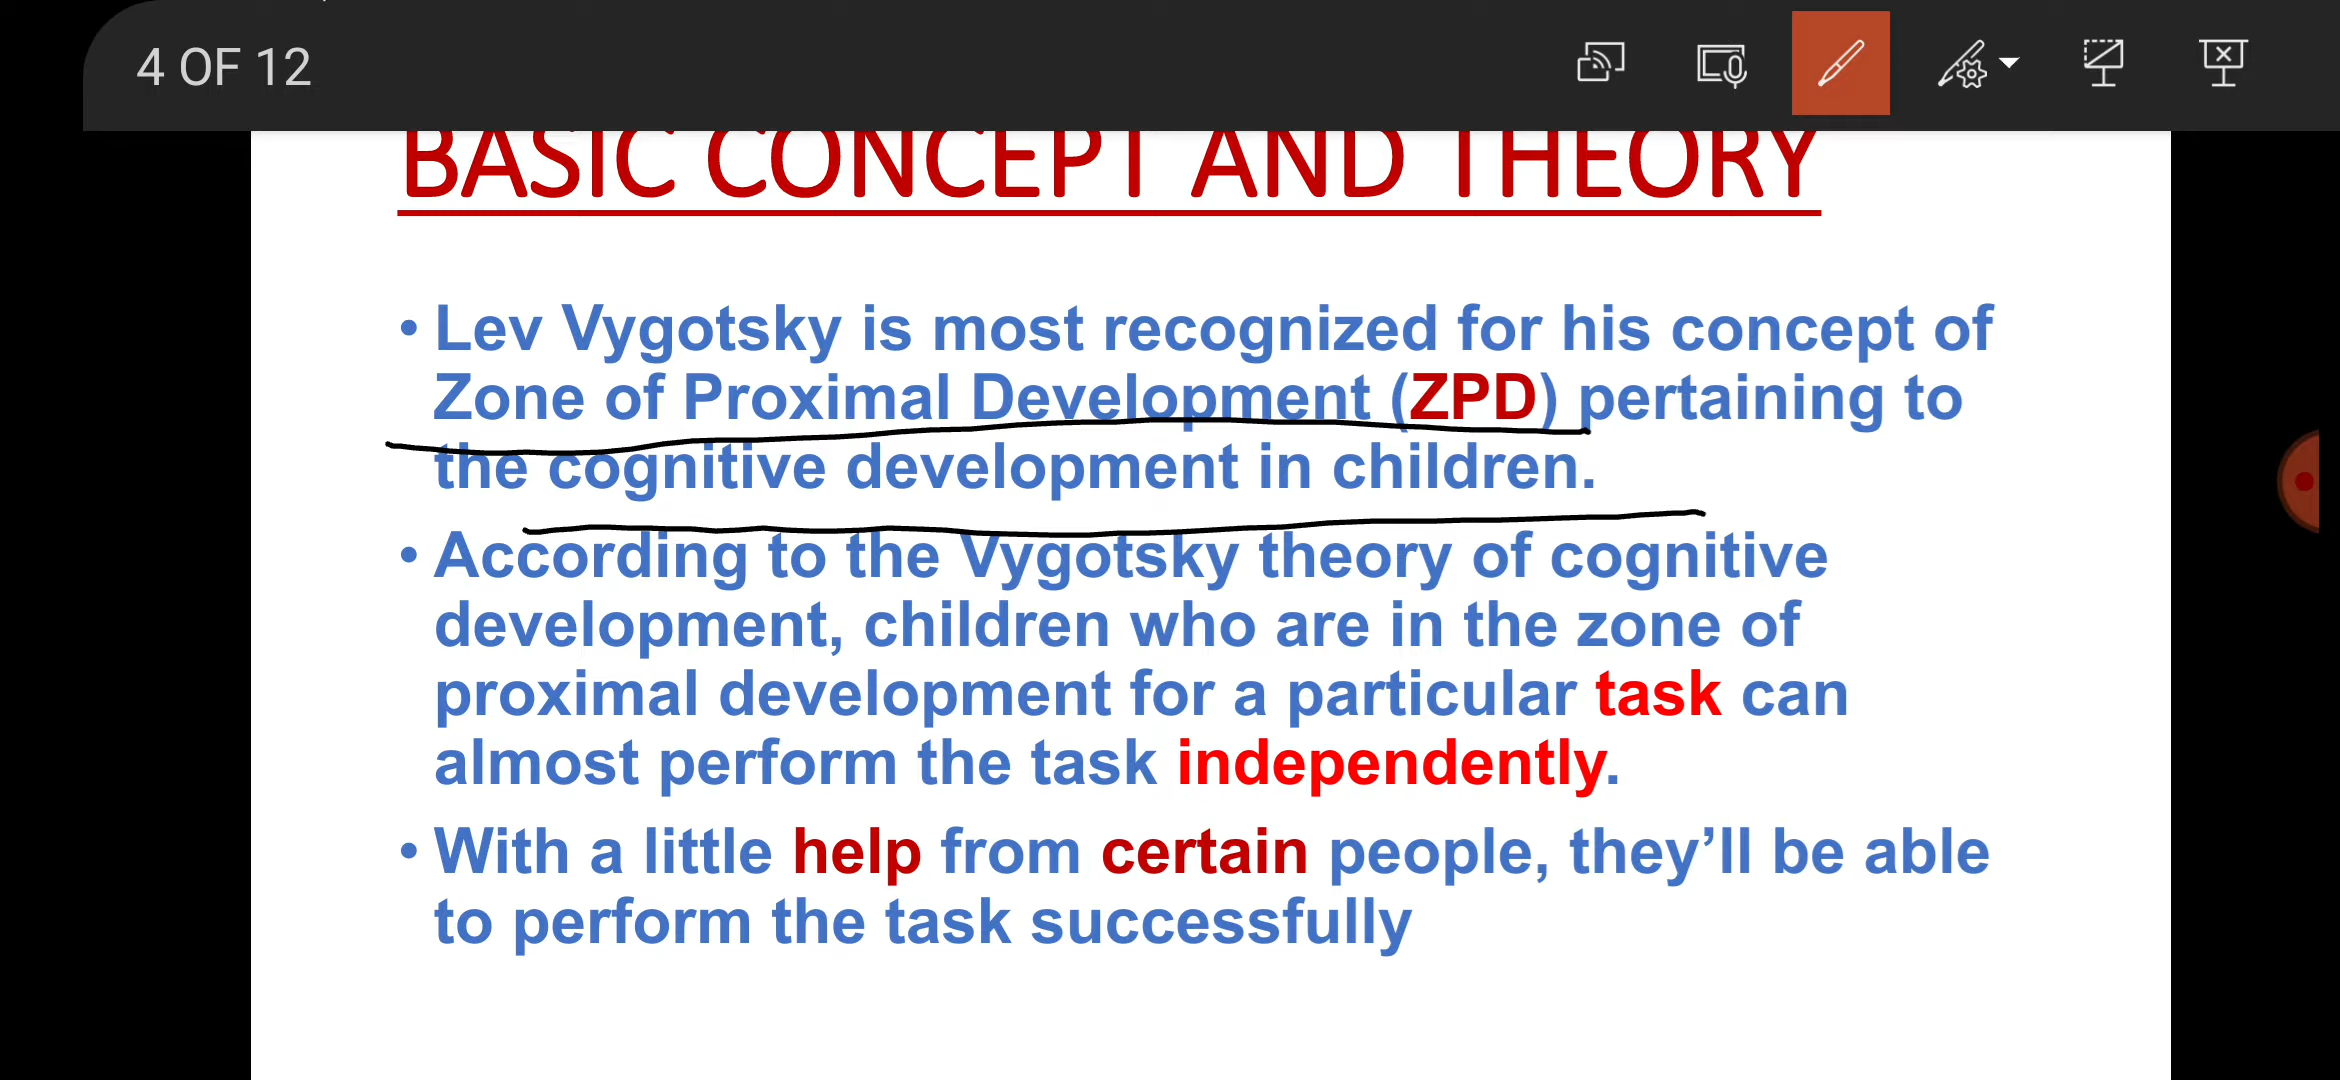 4 OF 12
BASIC CONCEPT AND THEORY
• Lev Vygotsky is most recognized for his concept of
Zone of Proximal Development (ZPD) pertaining to
the cognitive development in children.
• According to the Vygotsky theory of cognitive
development, children who are in the zone of
proximal development for a particular task can
almost perform the task independently.
• With a little help from certain people, they’ll be able
to perform the task successfully